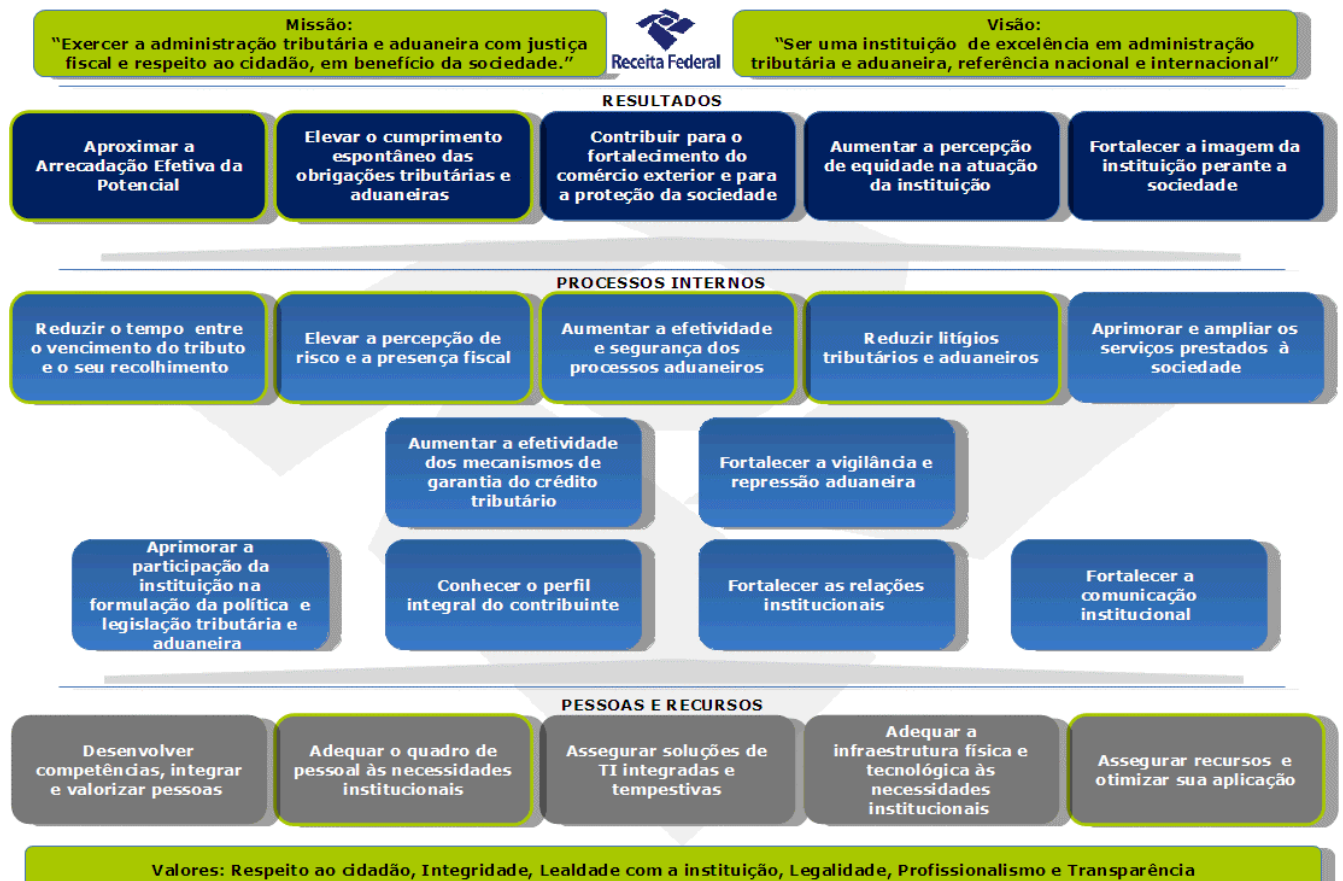 Missão:
“Exercer a administração tributária e aduaneira com justiça
fiscal e respeito ao cidadão, em benefício da sociedade.”
Receita Federal
Visão:
“Ser uma instituição de excelência em administração
tributária e aduaneira, referência nacional e internacional”
RESULTADOS
Aproximar a
Arrecadação Efetiva da
Potencial
Elevar o cumprimento
espontâneo das
obrigações tributárias e
aduaneiras
Contribuir para o
fortalecimento do
comércio exterior e para
a proteção da sociedade
Aumentar a percepção
de equidade na atuação
da instituição
Fortalecer a imagem da
instituição perante a
sociedade
PROCESSOS INTERNOS
Reduzir o tempo entre
o vencimento do tributo
e o seu recolhimento
Elevar a percepção de
risco e a presença fiscal
Aumentar a efetividade
e segurança dos
processos aduaneiros
Reduzir litígios
tributários e aduaneiros
Aprimorar e ampliar os
serviços prestados à
sociedade
Aumentar a efetividade
dos mecanismos de
garantia do crédito
tributário
Fortalecer a vigilância e
repressão aduaneira
Aprimorar a
participação da
instituição na
formulação da política e
legislação tributária e
aduaneira
Conhecer o perfil
integral do contribuinte
Fortalecer as relações
institucionais
Fortalecer a
comunicação
institucional
PESSOAS E RECURSOS
Desenvolver
competências, integrar
e valorizar pessoas
Adequar o quadro de
pessoal às necessidades
institucionais
Assegurar soluções de
TI integradas e
tempestivas
Adequar a
infraestrutura física e
tecnológica às
necessidades
institucionais
Assegurar recursos e
otimizar sua aplicação
Valores: Respeito ao cidadão, Integridade, Lealdade com a instituição, Legalidade, Profissionalismo e Transparência